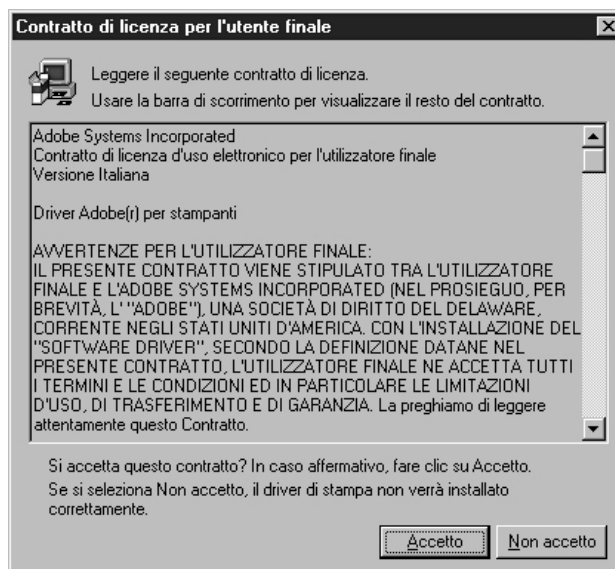 Contratto di licenza per l'utente finale
Leggere il seguente contratto di licenza.
Usare la barra di scorrimento per visualizzare il resto del contratto.
Adobe Systems Incorporated
Contratto di licenza d'uso elettronico per l'utilizzatore finale
Versione Italiana
Driver Adobe(r) per stampanti
AVVERTENZE PER L'UTILIZZATORE FINALE:
IL PRESENTE CONTRATTO VIENE STIPULATO TRA L'UTILIZZATORE
FINALE E L'ADOBE SYSTEMS INCORPORATED (NEL PROSIEGUO, PER
BREVITÀ, L' "ADOBE"), UNA SOCIETÀ DI DIRITTO DEL DELAWARE,
CORRENTE NEGLI STATI UNITI D'AMERICA. CON L'INSTALLAZIONE DEL
"SOFTWARE DRIVER", SECONDO LA DEFINIZIONE DATANE NEL
PRESENTE CONTRATTO, L'UTILIZZATORE FINALE NE ACCETTA TUTTI
I TERMINI E LE CONDIZIONI ED IN PARTICOLARE LE LIMITAZIONI
D'USO, DI TRASFERIMENTO E DI GARANZIA. La preghiamo di leggere
attentamente questo Contratto.
Si accetta questo contratto? In caso affermativo, fare clic su Accetto.
Se si seleziona Non accetto, il driver di stampa non verrà installato
correttamente.
Accetto Non accetto